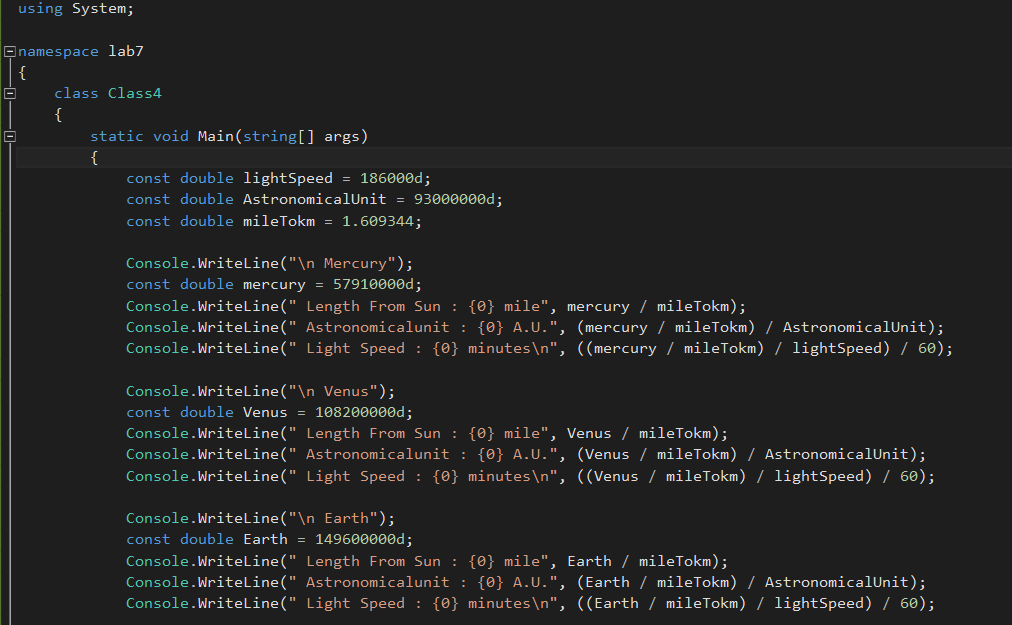 using System;
namespace lab7
{
class Class4
{
static void Main(string[] args)
{
const double lightSpeed = 186000d;
const double AstronomicalUnit = 93000000d;
const double mileTokm = 1.609344;
Console.WriteLine("\n Mercury");
const double mercury = 57910000d;
Console.WriteLine(" Length From Sun : {0} mile", mercury / mileTokm);
Console.WriteLine(" Astronomicalunit : {0} A.U.", (mercury / mileTokm) / AstronomicalUnit);
Console.WriteLine(" Light Speed : {0} minutes\n", ((mercury / mileTokm) / lightSpeed) / 60);
Console.WriteLine("\n Venus");
const double Venus = 108200000d;
Console.WriteLine(" Length From Sun : {0} mile", Venus / mileTokm);
Console.WriteLine(" Astronomicalunit : {0} A.U.", (Venus / mileTokm) / AstronomicalUnit);
Console.WriteLine(" Light Speed : {0} minutes\n", ((Venus / mileTokm) / lightSpeed) / 60);
Console.WriteLine("\n Earth");
const double Earth = 149600000d;
Console.WriteLine(" Length From Sun : {0} mile", Earth / mileTokm);
Console.WriteLine(" Astronomicalunit : {0} A.U.", (Earth / mileTokm) / AstronomicalUnit);
Console.WriteLine(" Light Speed : {0} minutes\n", ((Earth / mileTokm) / lightSpeed) / 60);